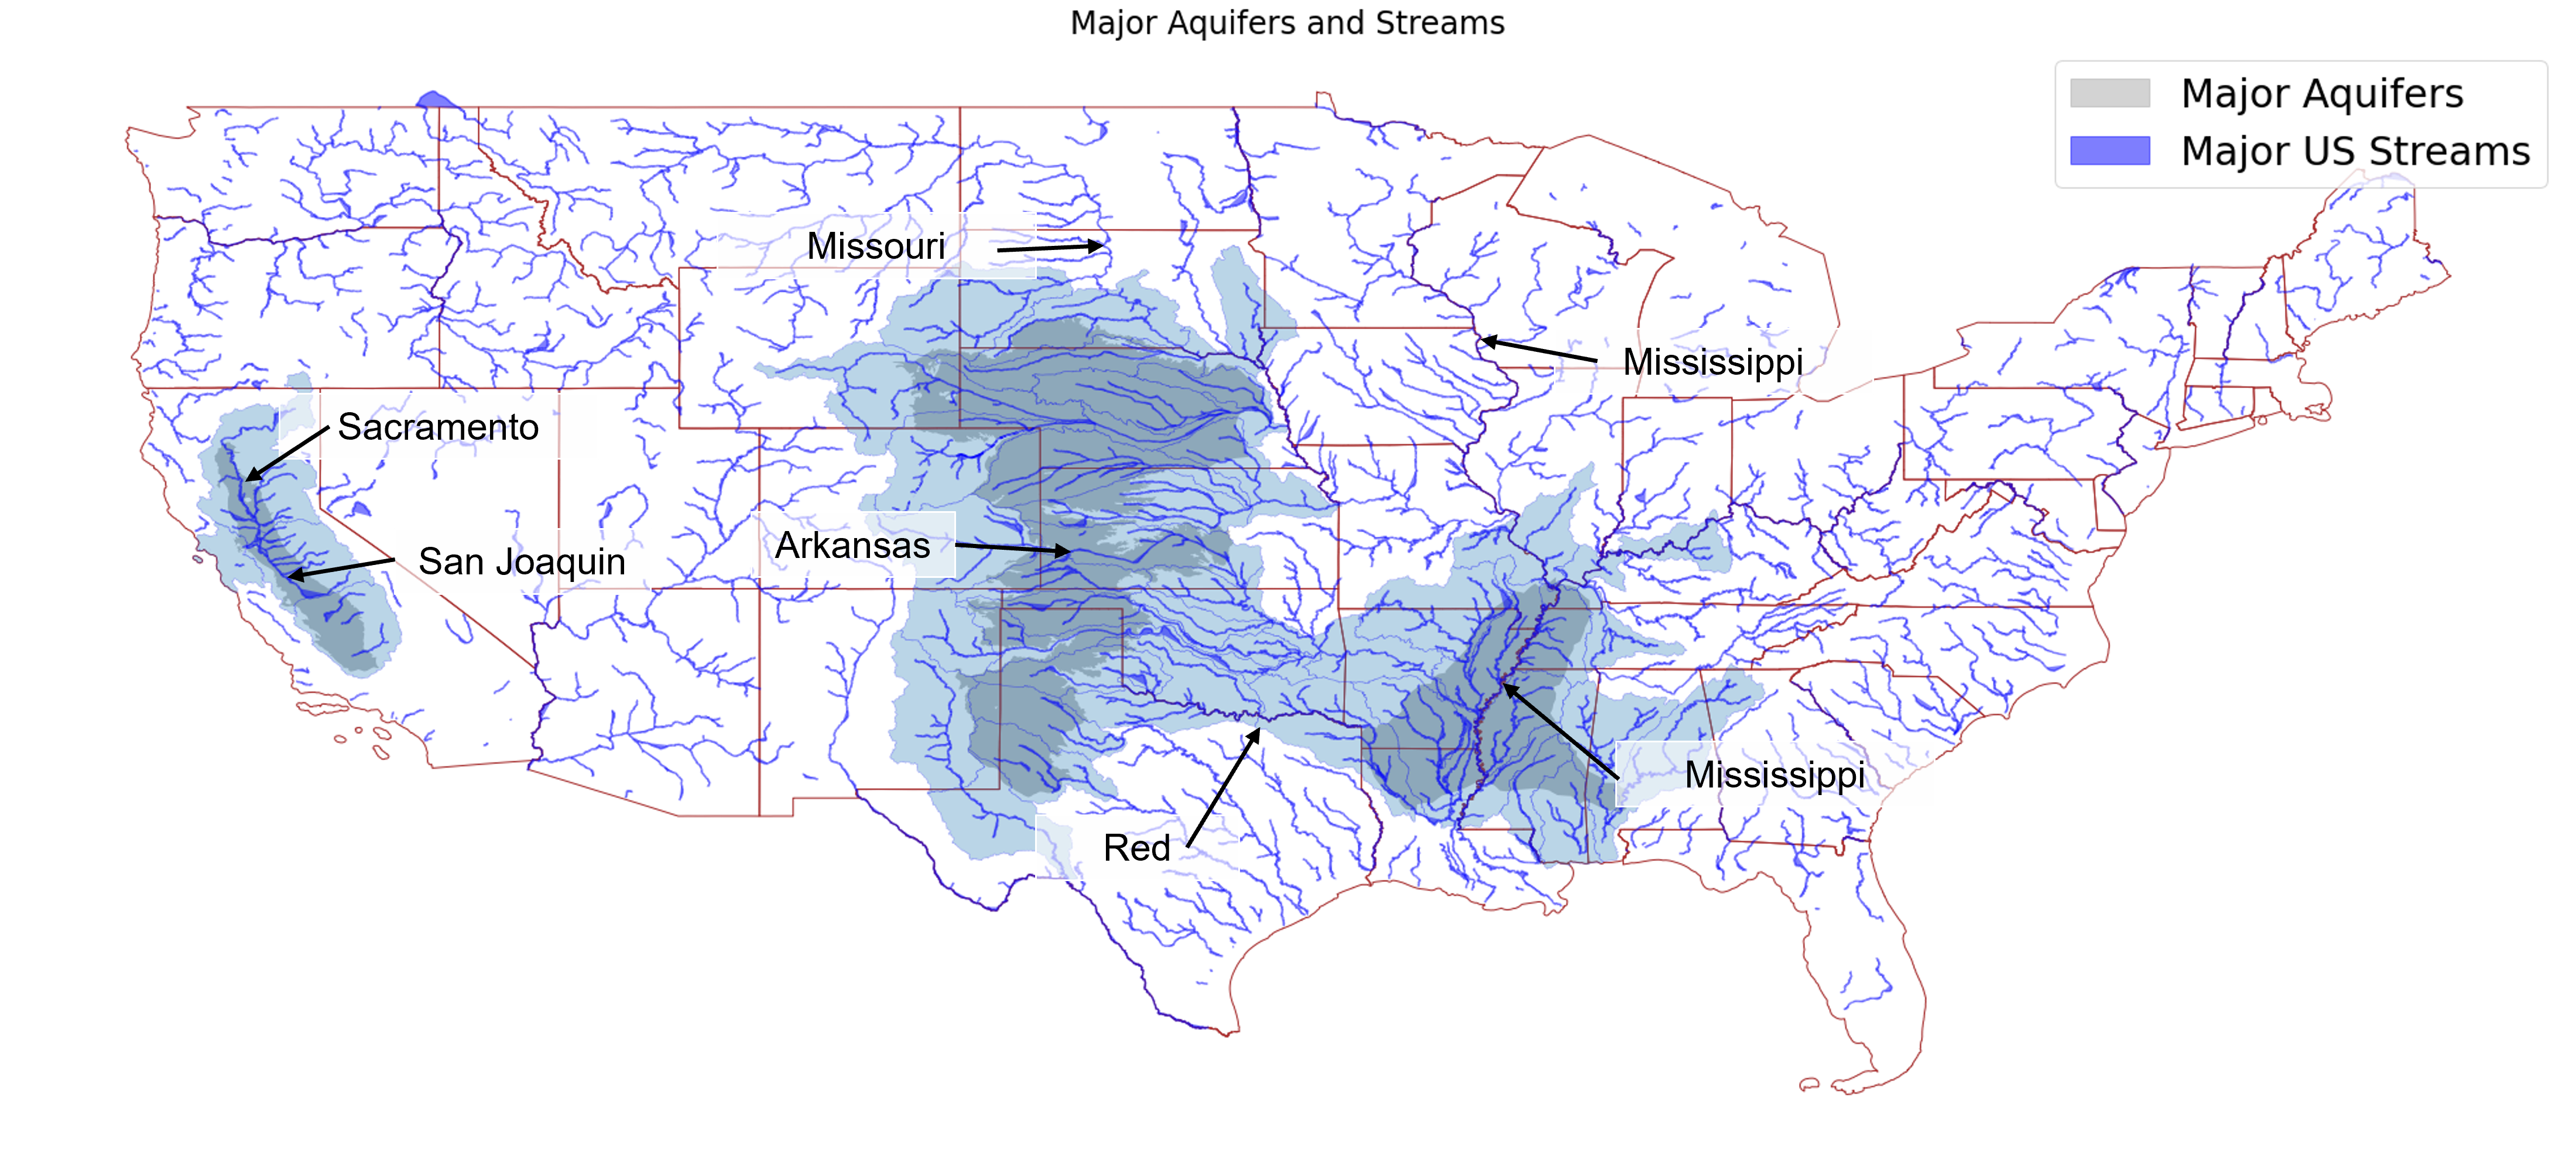 Major Aquifers and Streams
Major Aquifers
Major US Streams
Missouri
Mississippi
Sacramento
Arkansas
San Joaquin
Mississippi
Red